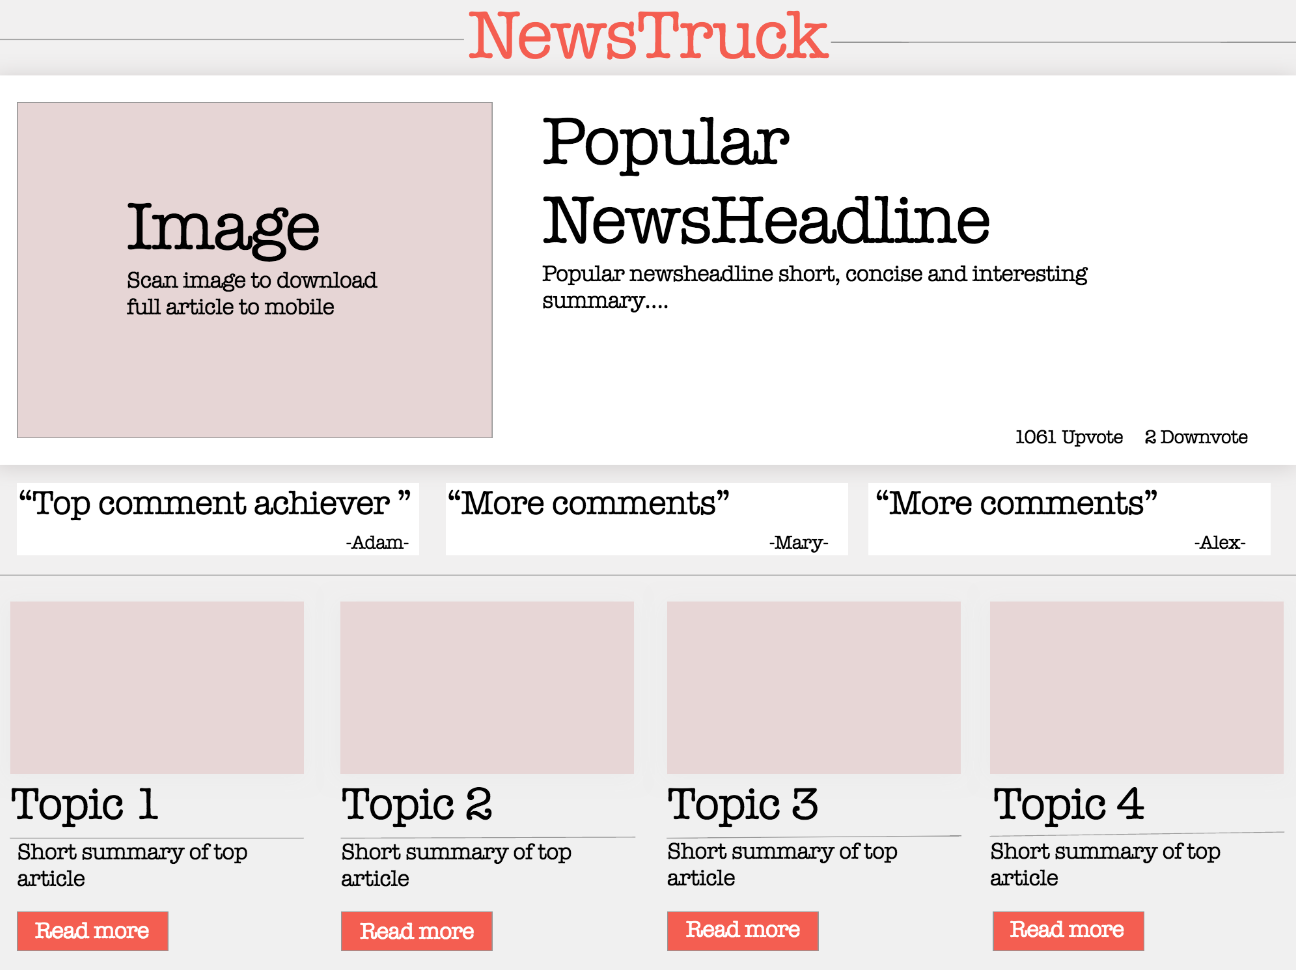 NewsTruck
Image
Scan image to download
full article to mobile
Popular
NewsHeadline
Popular newsheadline short, concise and interesting
summary....
1061 Upvote 2 Downvote
“Top comment achiever ”
-Adam-
“More comments”
-Mary-
“More comments”
-Alex-
Topic 1
Short summary of top
article
Read more
Topic 2
Short summary of top
article
Read more
Topic 3
Short summary of top
article
Read more
Topic 4
Short summary of top
article
Read more